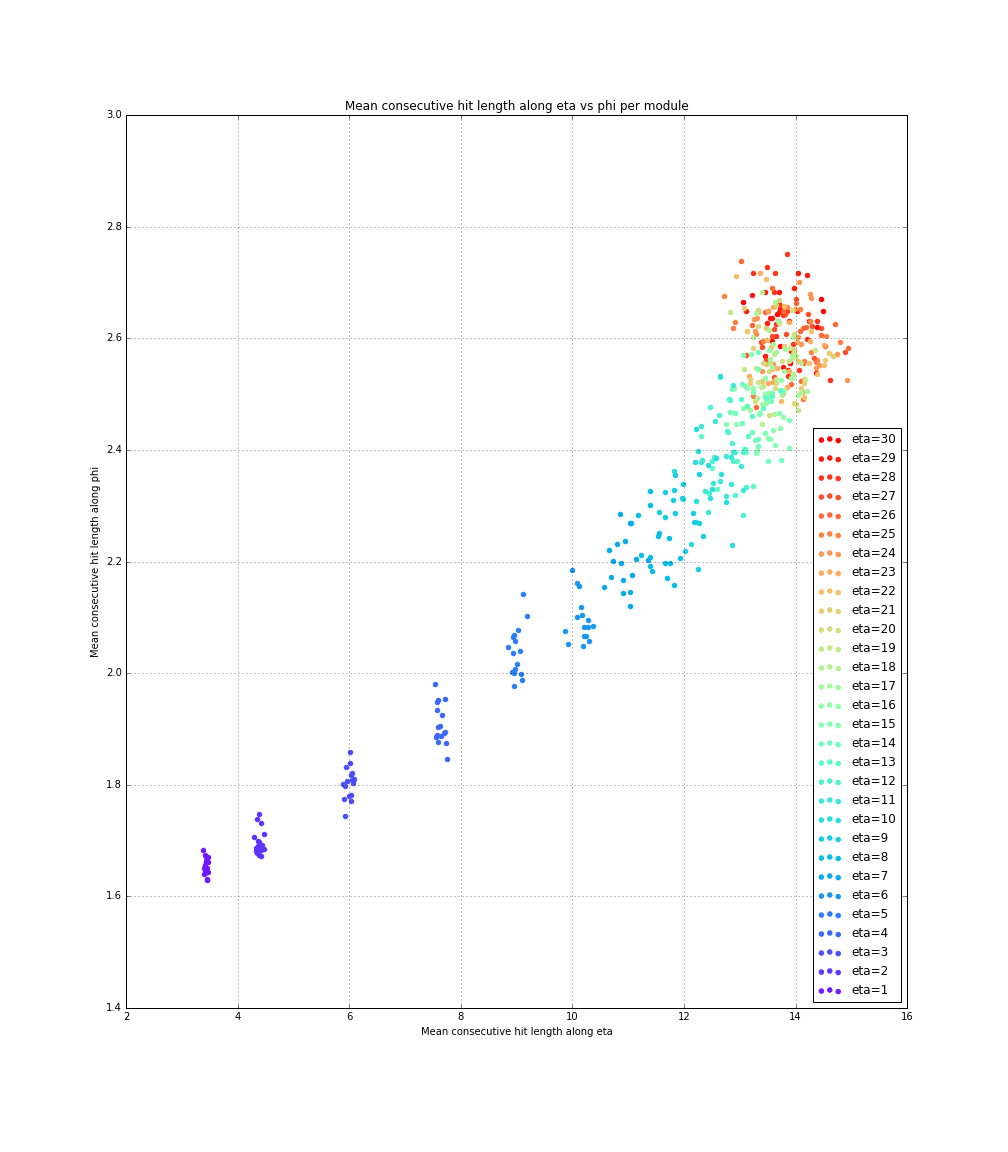 Mean consecutive hit length along eta vs phi per module
3.0
2.8
2.6
2.4
2.2
2.0
1.8
1.6
1.4
Mean consecutive hit length along phi
eta=30
eta=29
eta=28
eta=27
eta=26
eta=25
eta=24
eta=23
eta=22
eta=21
eta=20
eta=19
eta=18
eta=17
eta=16
eta=15
eta=14
eta=13
eta=12
eta=11
eta=10
eta=9
eta=8
eta=7
eta=6
eta=5
eta=4
eta=3
eta=2
eta=1
2 4 6 8 10 12 14 16
Mean consecutive hit length along eta